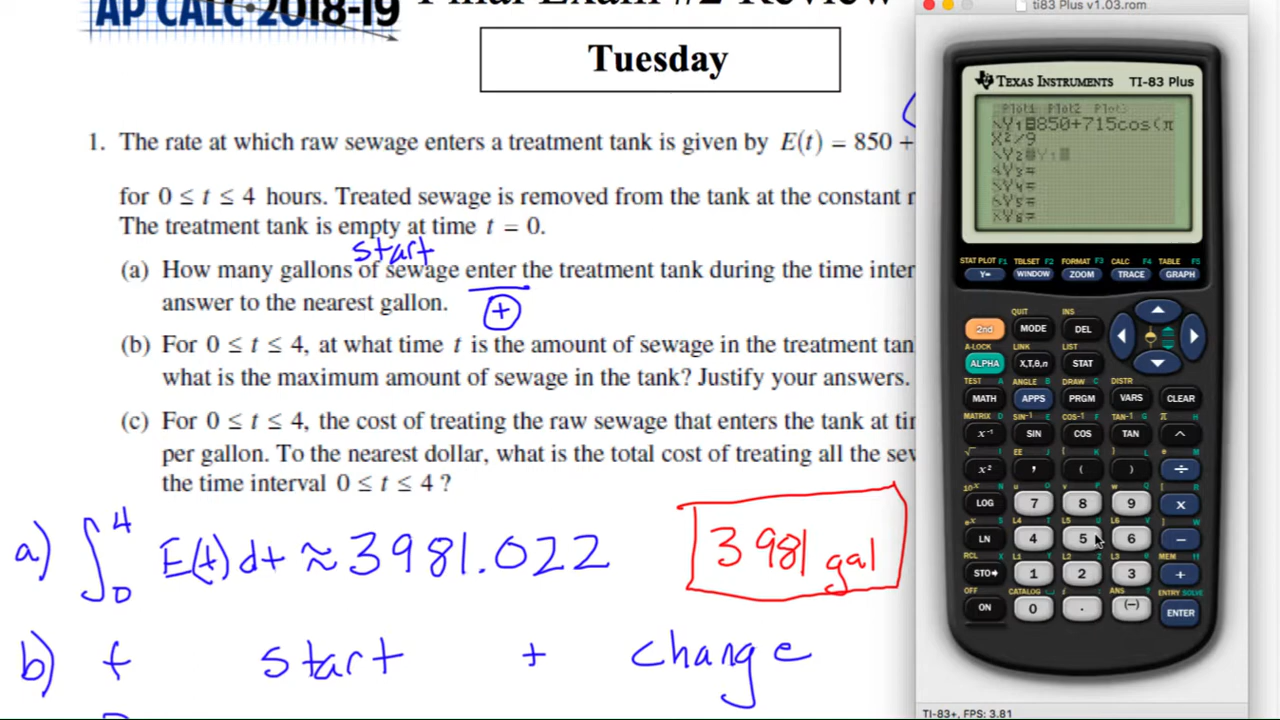 AP CALC 2018-19
Final Exam #2 Review
Tuesday
1. The rate at which raw sewage enters a treatment tank is given by E(t) = 850 +
for 0 ≤ t ≤ 4 hours. Treated sewage is removed from the tank at the constant r
The treatment tank is empty at time t = 0.
start
(a) How many gallons of sewage enter the treatment tank during the time inter
answer to the nearest gallon.
+
(b) For 0 ≤ t ≤ 4, at what time t is the amount of sewage in the treatment tan
what is the maximum amount of sewage in the tank? Justify your answers.
(c) For 0 ≤ t ≤ 4, the cost of treating the raw sewage that enters the tank at tir
per gallon. To the nearest dollar, what is the total cost of treating all the sev
the time interval 0 ≤ t ≤ 4 ?
a) ∫₀⁴ E(t) dt ≈ 3981.022
3981 gal
b) t start + change
ti83 Plus v1.03.rom
TEXAS INSTRUMENTS TI-83 Plus
Plot1 Plot2 Plot3
\Y1=850+715cos(π
X²/9
\Y2=Y1
\Y3=
\Y4=
\Y5=
\Y6=
STAT PLOT F1 TBLSET F2 FORMAT F3 CALC F4 TABLE F5
Y= WINDOW ZOOM TRACE GRAPH
QUIT INS
2nd MODE DEL
A-LOCK LINK LIST
ALPHA X,T,Θ,n STAT
TEST A ANGLE B DRAW C DISTR
MATH APPS PRGM VARS CLEAR
MATRIX D SIN⁻¹ E COS⁻¹ F TAN⁻¹ G π H
x⁻¹ SIN COS TAN ^
√ I EE J { K } L e M
x² , ( ) ÷
10ˣ N u O v P w Q [ R
LOG 7 8 9 x
eˣ S L4 T L5 U L6 V ] W
LN 4 5 6 −
RCL X L1 Y L2 Z L3 θ MEM "
STO➔ 1 2 3 +
OFF CATALOG : ANS ? ENTRY SOLVE
ON 0 . (−) ENTER
TI-83+, FPS: 3.81